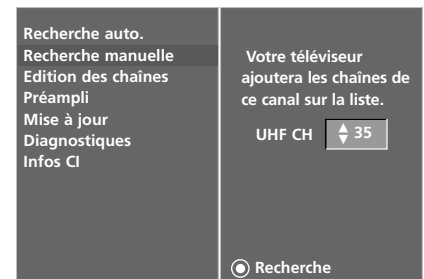 Recherche auto.
Recherche manuelle
Edition des chaînes
Préampli
Mise à jour
Diagnostiques
Infos CI
Votre téléviseur
ajoutera les chaînes de
ce canal sur la liste.
UHF CH 35
Recherche